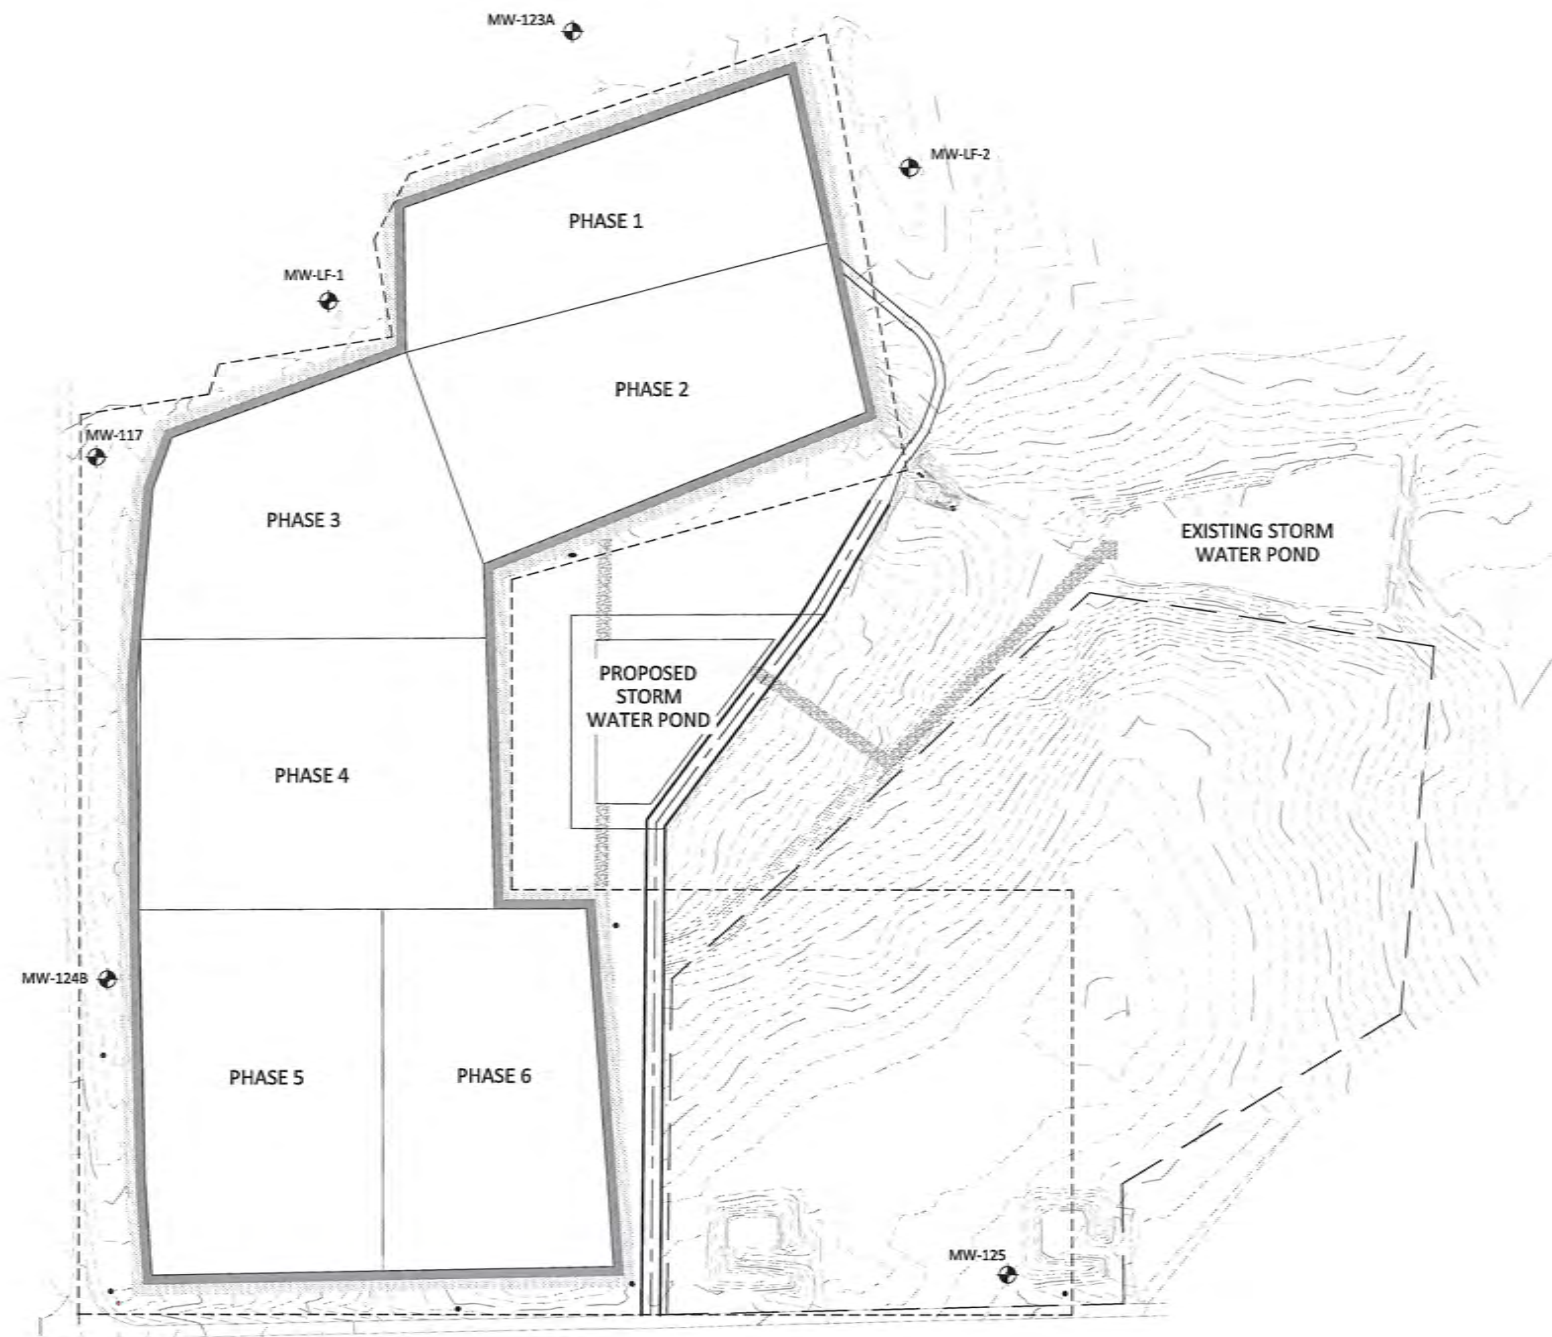 MW-123A
MW-LF-2
PHASE 1
MW-LF-1
PHASE 2
MW-117
PHASE 3
EXISTING STORM
WATER POND
PROPOSED
STORM
WATER POND
PHASE 4
MW-124B
PHASE 5
PHASE 6
MW-125